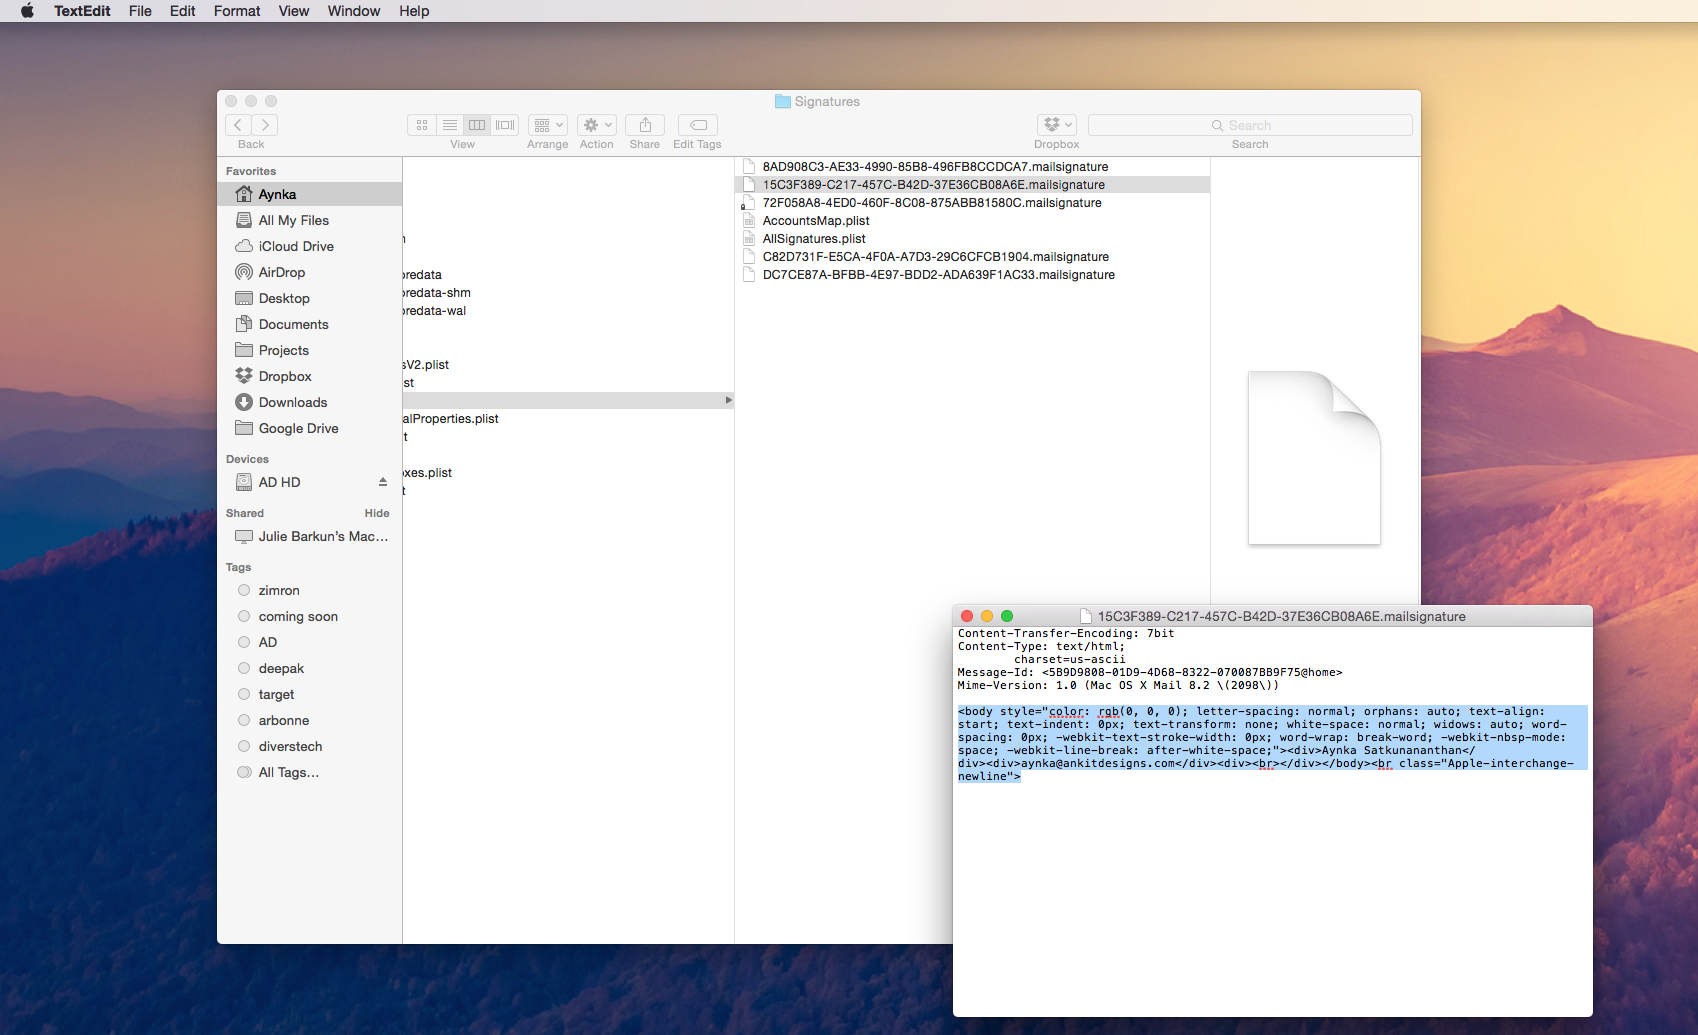 TextEdit File Edit Format View Window Help
Signatures
Search
Back View Arrange Action Share Edit Tags Dropbox Search
Favorites
Aynka
All My Files
iCloud Drive
AirDrop
Desktop
Documents
Projects
Dropbox
Downloads
Google Drive
Devices
AD HD
Shared Hide
Julie Barkun's Mac...
Tags
zimron
coming soon
AD
deepak
target
arbonne
diverstech
All Tags...
redata
redata-shm
redata-wal
sV2.plist
st
alProperties.plist
t
xes.plist
t
8AD908C3-AE33-4990-85B8-496FB8CCDCA7.mailsignature
15C3F389-C217-457C-B42D-37E36CB08A6E.mailsignature
72F058A8-4ED0-460F-8C08-875ABB81580C.mailsignature
AccountsMap.plist
AllSignatures.plist
C82D731F-E5CA-4F0A-A7D3-29C6CFCB1904.mailsignature
DC7CE87A-BFBB-4E97-BDD2-ADA639F1AC33.mailsignature
15C3F389-C217-457C-B42D-37E36CB08A6E.mailsignature
Content-Transfer-Encoding: 7bit
Content-Type: text/html;
charset=us-ascii
Message-Id: <5B9D9808-01D9-4D68-8322-070087BB9F75@home>
Mime-Version: 1.0 (Mac OS X Mail 8.2 \(2098\))
<body style="color: rgb(0, 0, 0); letter-spacing: normal; orphans: auto; text-align:
start; text-indent: 0px; text-transform: none; white-space: normal; widows: auto; word-
spacing: 0px; -webkit-text-stroke-width: 0px; word-wrap: break-word; -webkit-nbsp-mode:
space; -webkit-line-break: after-white-space;"><div>Aynka Satkunananthan</
div><div>aynka@ankitdesigns.com</div><div><br></div></body><br class="Apple-interchange-
newline">